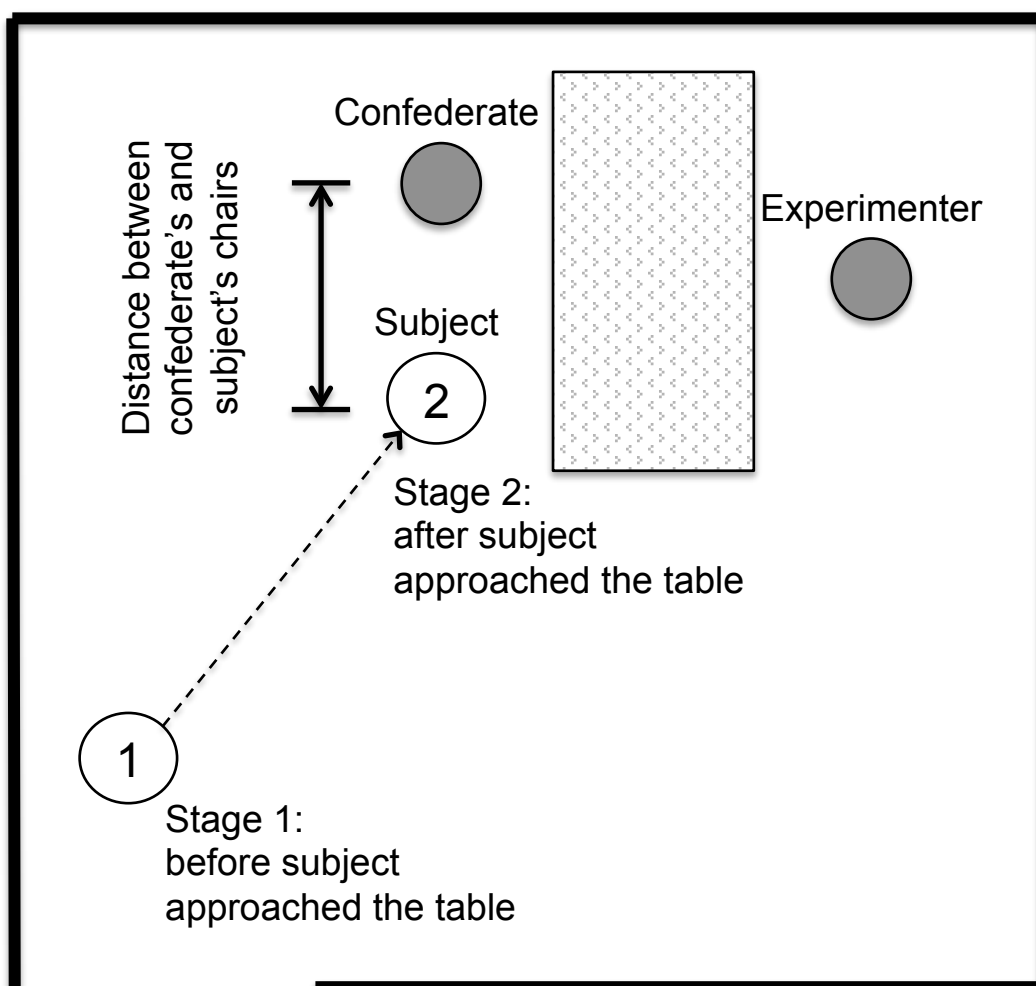 Confederate
Distance between
confederate's and
subject's chairs
Experimenter
Subject
2
Stage 2:
after subject
approached the table
1
Stage 1:
before subject
approached the table